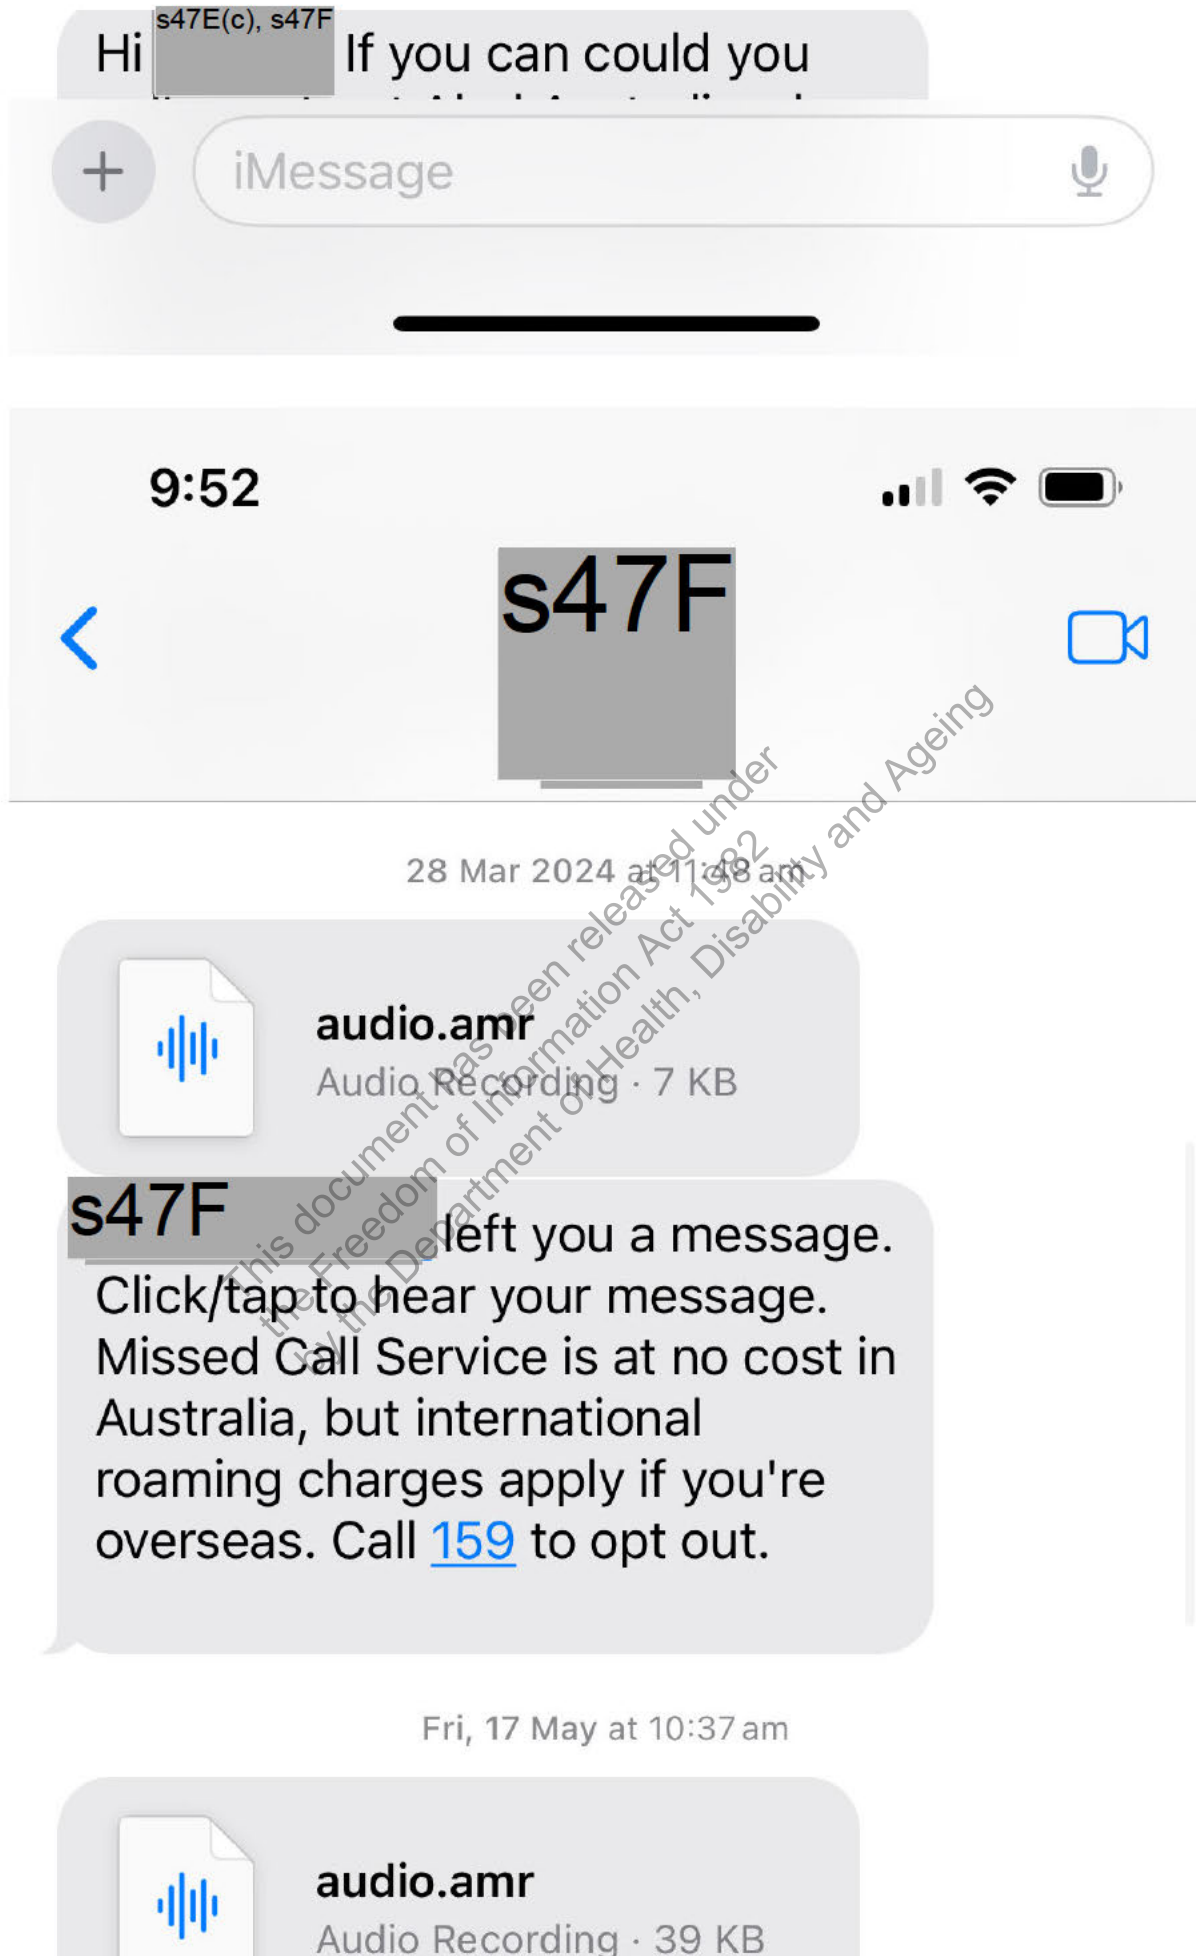 s47E(c), s47F
Hi If you can could you
iMessage
9:52
s47F
28 Mar 2024 at 11:48 am
audio.amr
Audio Recording · 7 KB
s47F
left you a message.
Click/tap to hear your message.
Missed Call Service is at no cost in
Australia, but international
roaming charges apply if you're
overseas. Call 159 to opt out.
Fri, 17 May at 10:37 am
audio.amr
Audio Recording · 39 KB
This document has been released under
the Freedom of Information Act 1982
by the Department of Health, Disability and Ageing